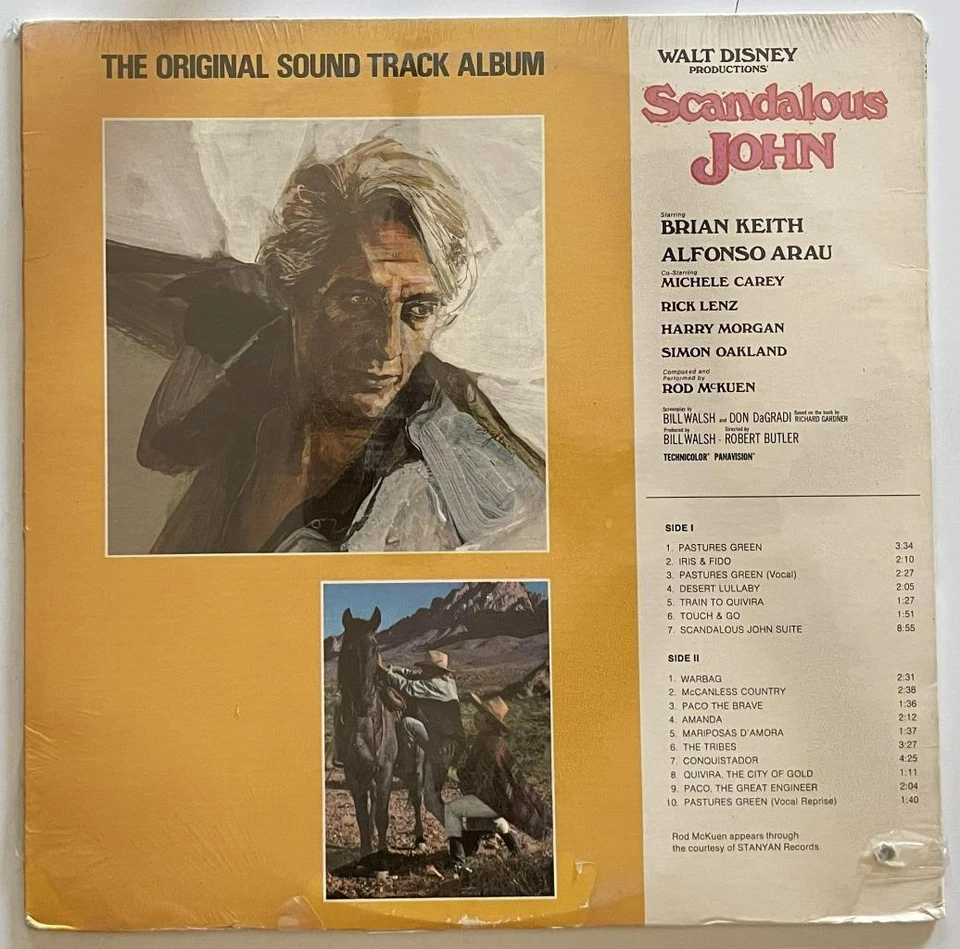 THE ORIGINAL SOUND TRACK ALBUM
WALT DISNEY
PRODUCTIONS'
Scandalous
JOHN
Starring
BRIAN KEITH
ALFONSO ARAU
Co-Starring
MICHELE CAREY
RICK LENZ
HARRY MORGAN
SIMON OAKLAND
Composed and
Performed by
ROD McKUEN
Screenplay by BILL WALSH and DON DaGRADI Based on the book by RICHARD GARDNER
Produced by BILL WALSH · Directed by ROBERT BUTLER
TECHNICOLOR® PANAVISION®
SIDE I
1. PASTURES GREEN 3:34
2. IRIS & FIDO 2:10
3. PASTURES GREEN (Vocal) 2:27
4. DESERT LULLABY 2:05
5. TRAIN TO QUIVIRA 1:27
6. TOUCH & GO 1:51
7. SCANDALOUS JOHN SUITE 8:55
SIDE II
1. WARBAG 2:31
2. McCANLESS COUNTRY 2:38
3. PACO THE BRAVE 1:36
4. AMANDA 2:12
5. MARIPOSAS D'AMORA 1:37
6. THE TRIBES 3:27
7. CONQUISTADOR 4:25
8. QUIVIRA, THE CITY OF GOLD 1:11
9. PACO, THE GREAT ENGINEER 2:04
10. PASTURES GREEN (Vocal Reprise) 1:40
Rod McKuen appears through
the courtesy of STANYAN Records.